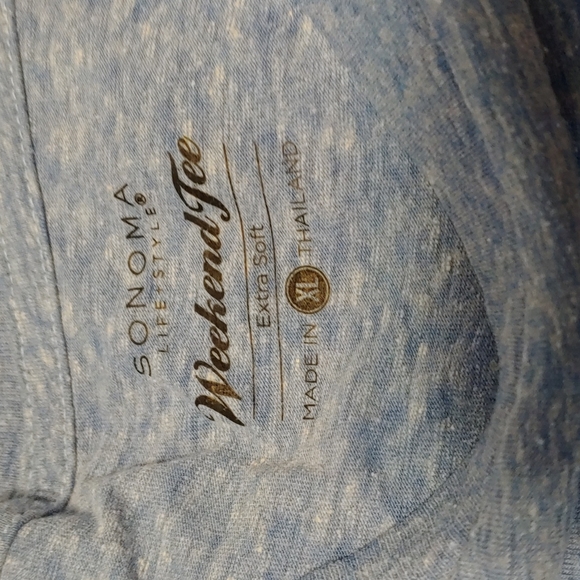 SONOMA
LIFE+STYLE®
Weekend Tee
Extra Soft
MADE IN XL THAILAND